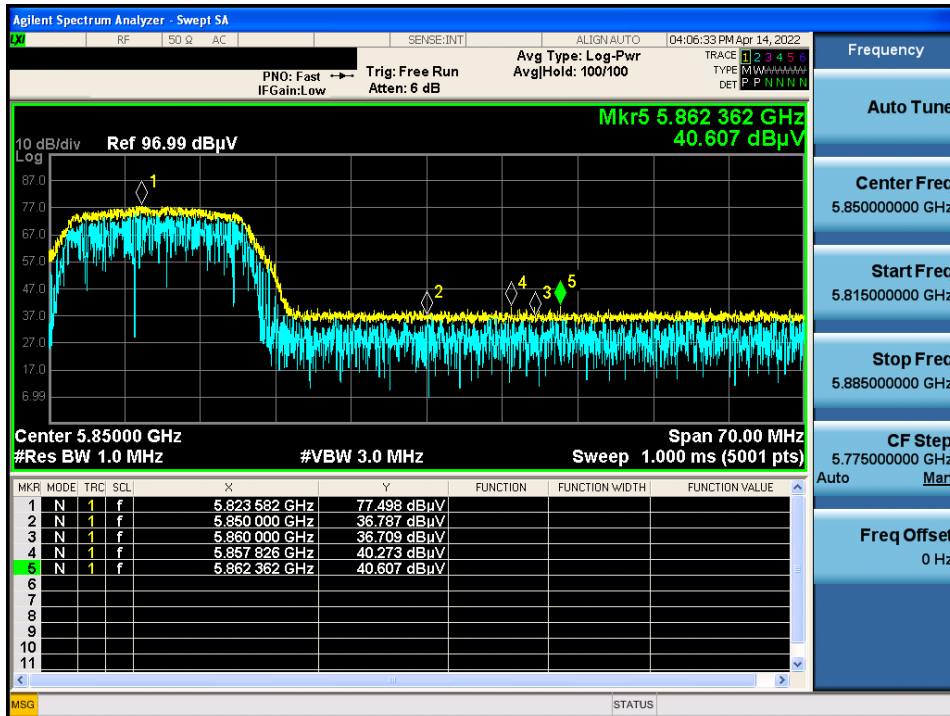 Agilent Spectrum Analyzer - Swept SA
LXI RF 50 Ω AC SENSE:INT ALIGN AUTO 04:06:33 PM Apr 14, 2022
PNO: Fast Trig: Free Run Avg Type: Log-Pwr TRACE 1 2 3 4 5 6
IFGain:Low Atten: 6 dB Avg|Hold: 100/100 TYPE M
DET P P N N N N
Mkr5 5.862 362 GHz
40.607 dBµV
10 dB/div Ref 96.99 dBµV
Log
87.0
77.0
67.0
57.0
47.0
37.0
27.0
17.0
6.99
1
2
4
3
5
Center 5.85000 GHz Span 70.00 MHz
#Res BW 1.0 MHz #VBW 3.0 MHz Sweep 1.000 ms (5001 pts)
MKR MODE TRC SCL X Y FUNCTION FUNCTION WIDTH FUNCTION VALUE
1 N 1 f 5.823 582 GHz 77.498 dBµV
2 N 1 f 5.850 000 GHz 36.787 dBµV
3 N 1 f 5.860 000 GHz 36.709 dBµV
4 N 1 f 5.857 826 GHz 40.273 dBµV
5 N 1 f 5.862 362 GHz 40.607 dBµV
6
7
8
9
10
11
MSG STATUS
Frequency
Auto Tune
Center Freq
5.850000000 GHz
Start Freq
5.815000000 GHz
Stop Freq
5.885000000 GHz
CF Step
5.775000000 GHz
Auto Man
Freq Offset
0 Hz